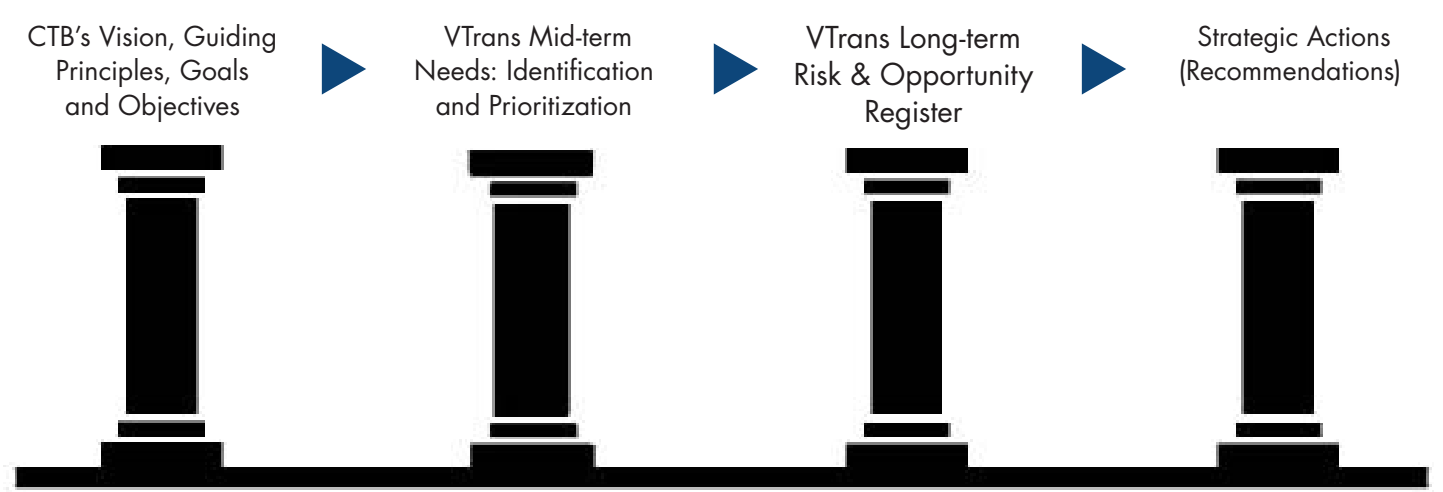 CTB's Vision, Guiding
Principles, Goals
and Objectives
VTrans Mid-term
Needs: Identification
and Prioritization
VTrans Long-term
Risk & Opportunity
Register
Strategic Actions
(Recommendations)